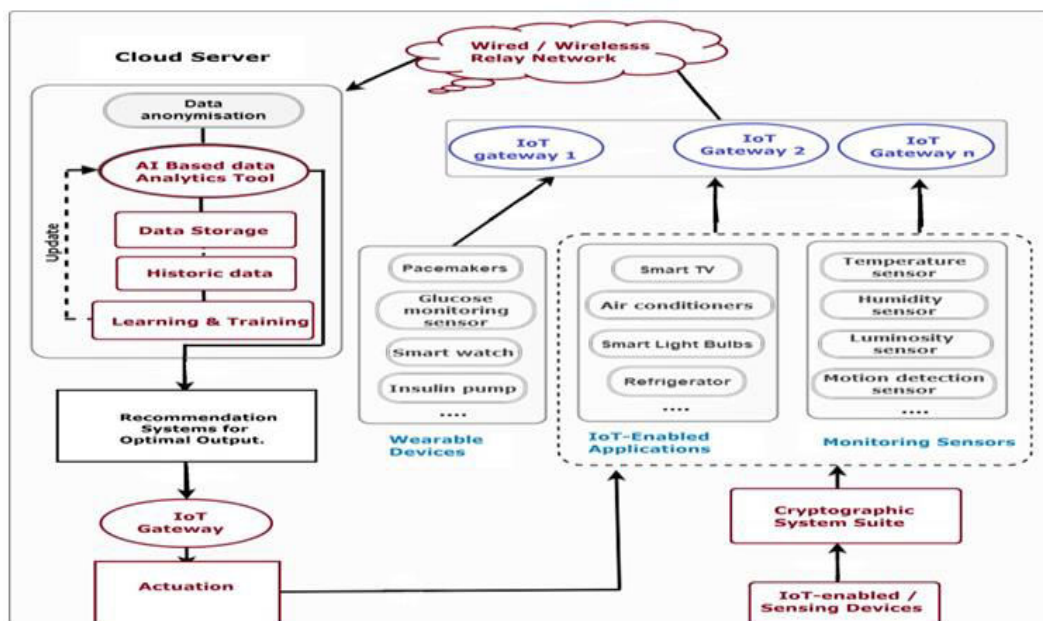 Wired / Wirelesss
Relay Network
Cloud Server
Data
anonymisation
AI Based data
Analytics Tool
Data Storage
Historic data
Learning & Training
Update
IoT
gateway 1
IoT
Gateway 2
IoT
Gateway n
Pacemakers
Glucose
monitoring
sensor
Smart watch
Insulin pump
....
Wearable
Devices
Smart TV
Air conditioners
Smart Light Bulbs
Refrigerator
....
IoT-Enabled
Applications
Temperature
sensor
Humidity
sensor
Luminosity
sensor
Motion detection
sensor
....
Monitoring Sensors
Recommendation
Systems for
Optimal Output.
IoT
Gateway
Actuation
Cryptographic
System Suite
IoT-enabled /
Sensing Devices